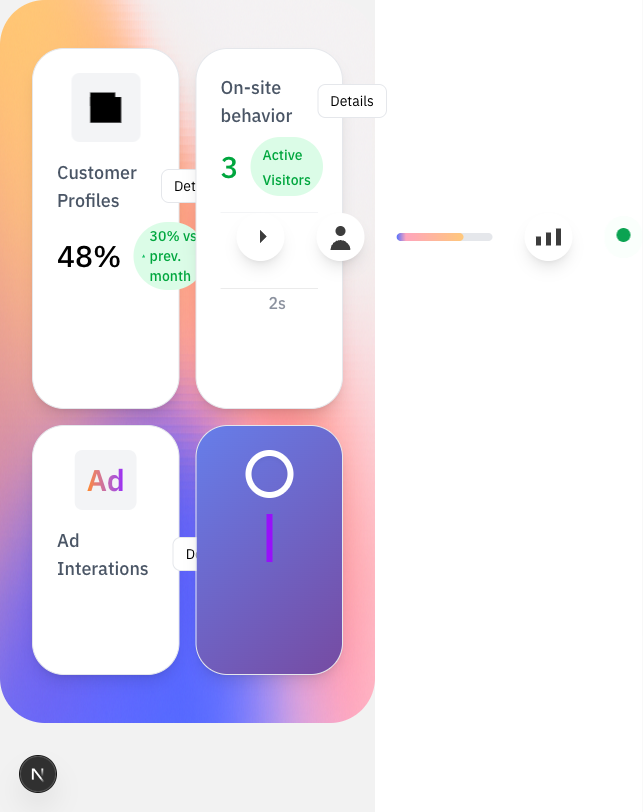 Customer
Profiles
Det
48%
30% vs
prev.
month
On-site
behavior
Details
3
Active
Visitors
2s
Ad
Ad
Interations
D
N